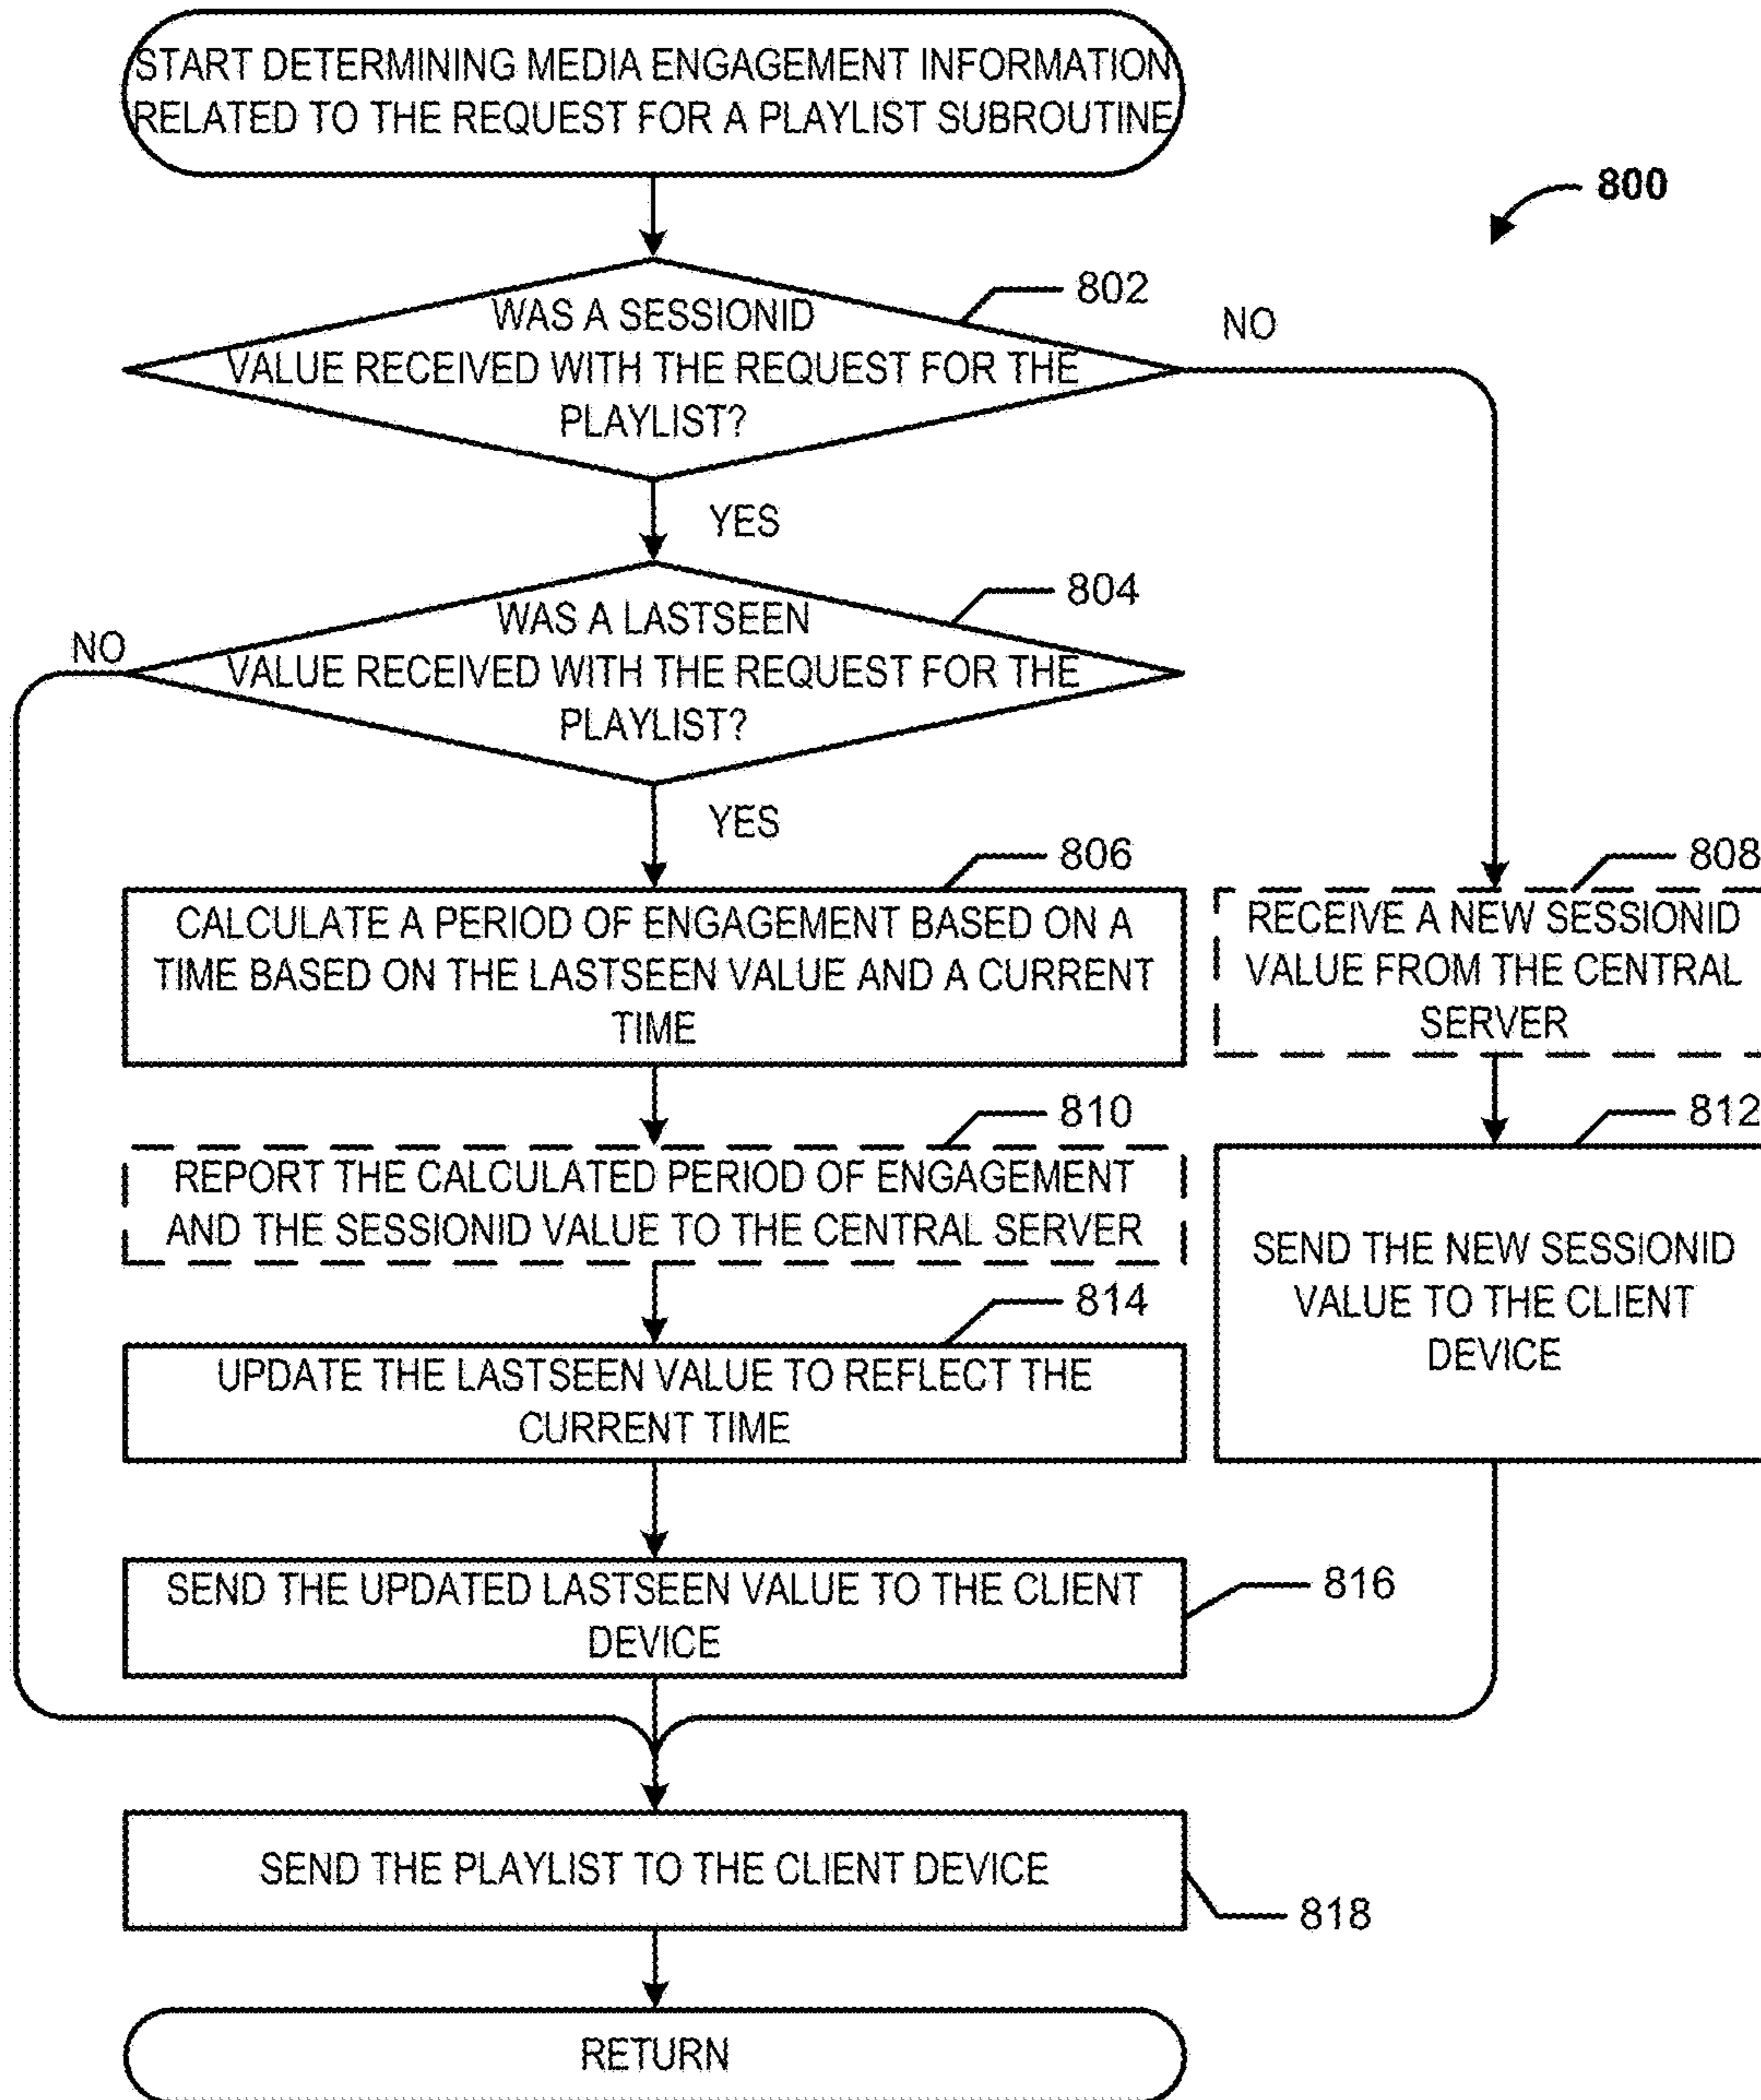 START DETERMINING MEDIA ENGAGEMENT INFORMATION
RELATED TO THE REQUEST FOR A PLAYLIST SUBROUTINE
800
802
WAS A SESSIONID
VALUE RECEIVED WITH THE REQUEST FOR THE
PLAYLIST?
NO
YES
804
WAS A LASTSEEN
VALUE RECEIVED WITH THE REQUEST FOR THE
PLAYLIST?
NO
YES
806
CALCULATE A PERIOD OF ENGAGEMENT BASED ON A
TIME BASED ON THE LASTSEEN VALUE AND A CURRENT
TIME
808
RECEIVE A NEW SESSIONID
VALUE FROM THE CENTRAL
SERVER
810
REPORT THE CALCULATED PERIOD OF ENGAGEMENT
AND THE SESSIONID VALUE TO THE CENTRAL SERVER
812
SEND THE NEW SESSIONID
VALUE TO THE CLIENT
DEVICE
814
UPDATE THE LASTSEEN VALUE TO REFLECT THE
CURRENT TIME
816
SEND THE UPDATED LASTSEEN VALUE TO THE CLIENT
DEVICE
SEND THE PLAYLIST TO THE CLIENT DEVICE
818
RETURN